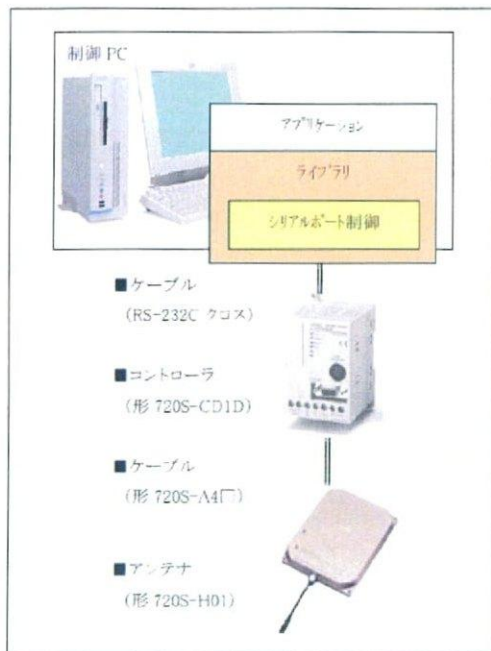 制御 PC
アプリケーション
ライブラリ
シリアルポート制御
■ケーブル
(RS-232C クロス)
■コントローラ
(形 720S-CD1D)
■ケーブル
(形 720S-A4□)
■アンテナ
(形 720S-H01)